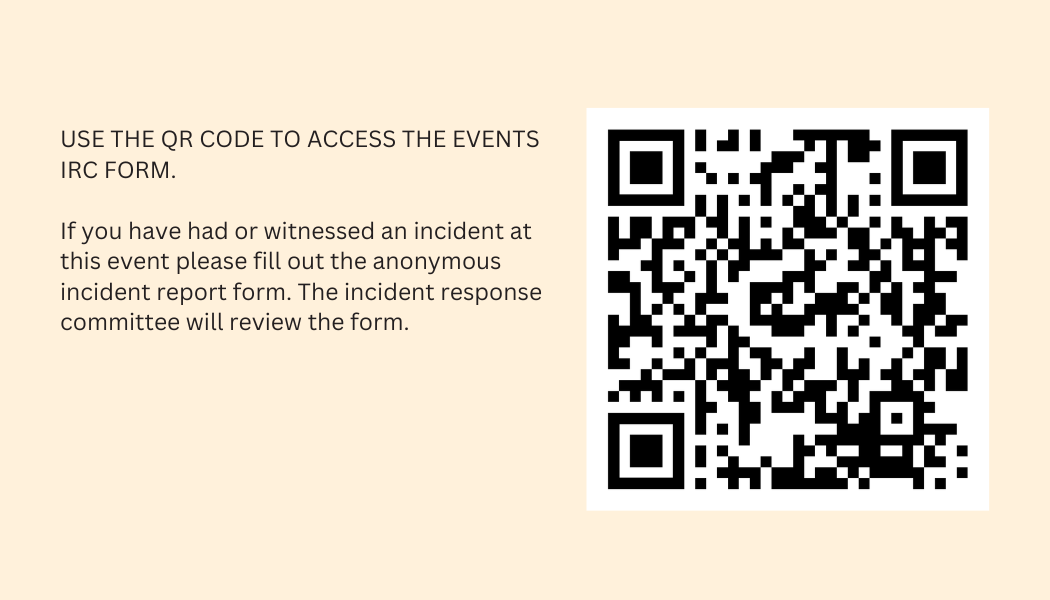 USE THE QR CODE TO ACCESS THE EVENTS
IRC FORM.
If you have had or witnessed an incident at
this event please fill out the anonymous
incident report form. The incident response
committee will review the form.